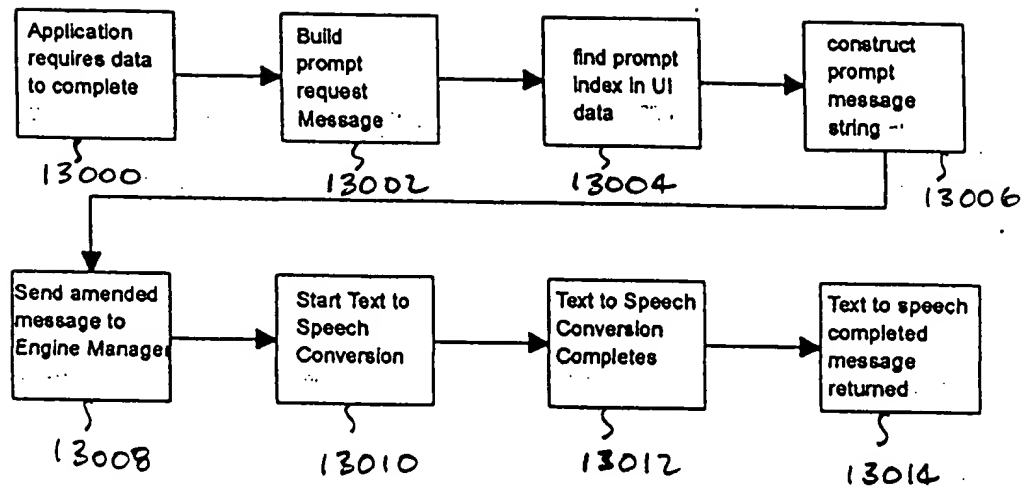 Application
requires data
to complete
13000
Build
prompt
request
Message
13002
find prompt
index in UI
data
13004
construct
prompt
message
string
13006
Send amended
message to
Engine Manager
13008
Start Text to
Speech
Conversion
13010
Text to Speech
Conversion
Completes
13012
Text to speech
completed
message
returned
13014